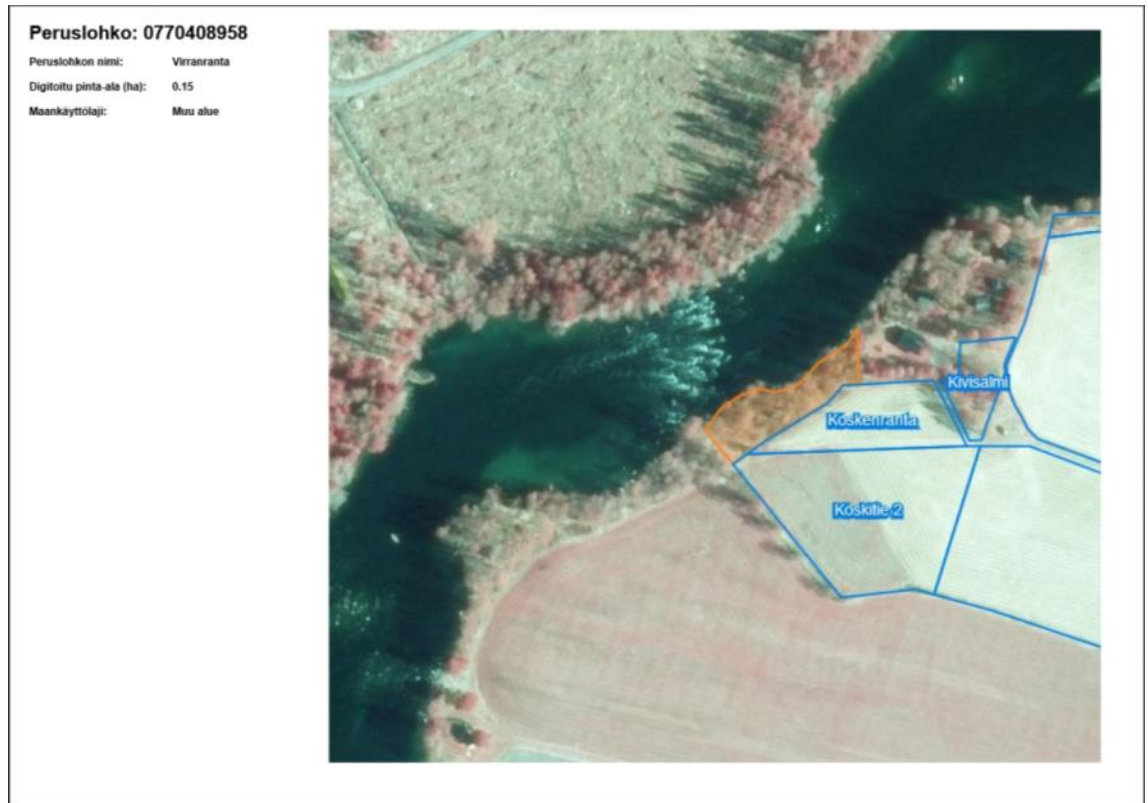 Peruslohko: 0770408958
Peruslohkon nimi: Virranranta
Digitoitu pinta-ala (ha): 0.15
Maankäyttölaji: Muu alue
Kivisalmi
Koskenranta
Koskitie 2